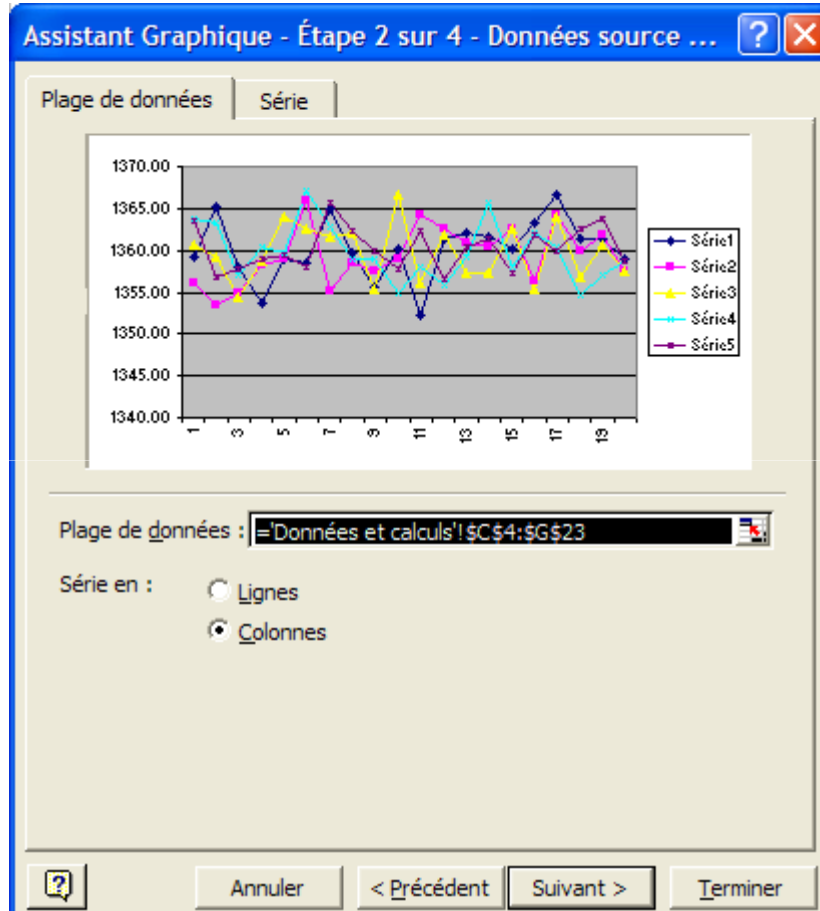 Assistant Graphique - Étape 2 sur 4 - Données source ...
Plage de données
Série
1370.00
1365.00
1360.00
1355.00
1350.00
1345.00
1340.00
1
3
5
7
9
11
13
15
17
19
Série1
Série2
Série3
Série4
Série5
Plage de données : ='Données et calculs'!$C$4:$G$23
Série en :
Lignes
Colonnes
Annuler
< Précédent
Suivant >
Terminer